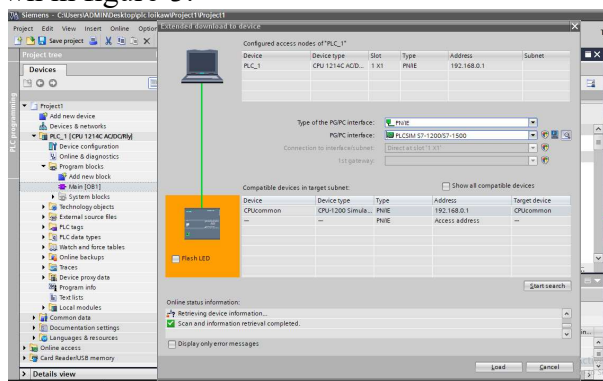 Siemens - C:\Users\ADMIN\Desktop\plc loikaw\Project1\Project1
Extended download to device
Project Edit View Insert Online Option
Save project
Project tree
Devices
PLC programming
Project1
Add new device
Devices & networks
PLC_1 [CPU 1214C AC/DC/Rly]
Device configuration
Online & diagnostics
Program blocks
Add new block
Main [OB1]
System blocks
Technology objects
External source files
PLC tags
PLC data types
Watch and force tables
Online backups
Traces
Device proxy data
Program info
Text lists
Local modules
Common data
Documentation settings
Languages & resources
Online access
Card Reader/USB memory
Details view
Configured access nodes of "PLC_1"
Device Device type Slot Type Address Subnet
PLC_1 CPU 1214C AC/D... 1 X1 PN/IE 192.168.0.1
Type of the PG/PC interface: PN/IE
PG/PC interface: PLCSIM S7-1200/S7-1500
Connection to interface/subnet: Direct at slot '1 X1'
1st gateway:
Compatible devices in target subnet: Show all compatible devices
Device Device type Type Address Target device
CPUcommon CPU-1200 Simula... PN/IE 192.168.0.1 CPUcommon
— — PN/IE Access address —
Flash LED
Start search
Online status information:
Retrieving device information...
Scan and information retrieval completed.
Display only error messages
Load Cancel